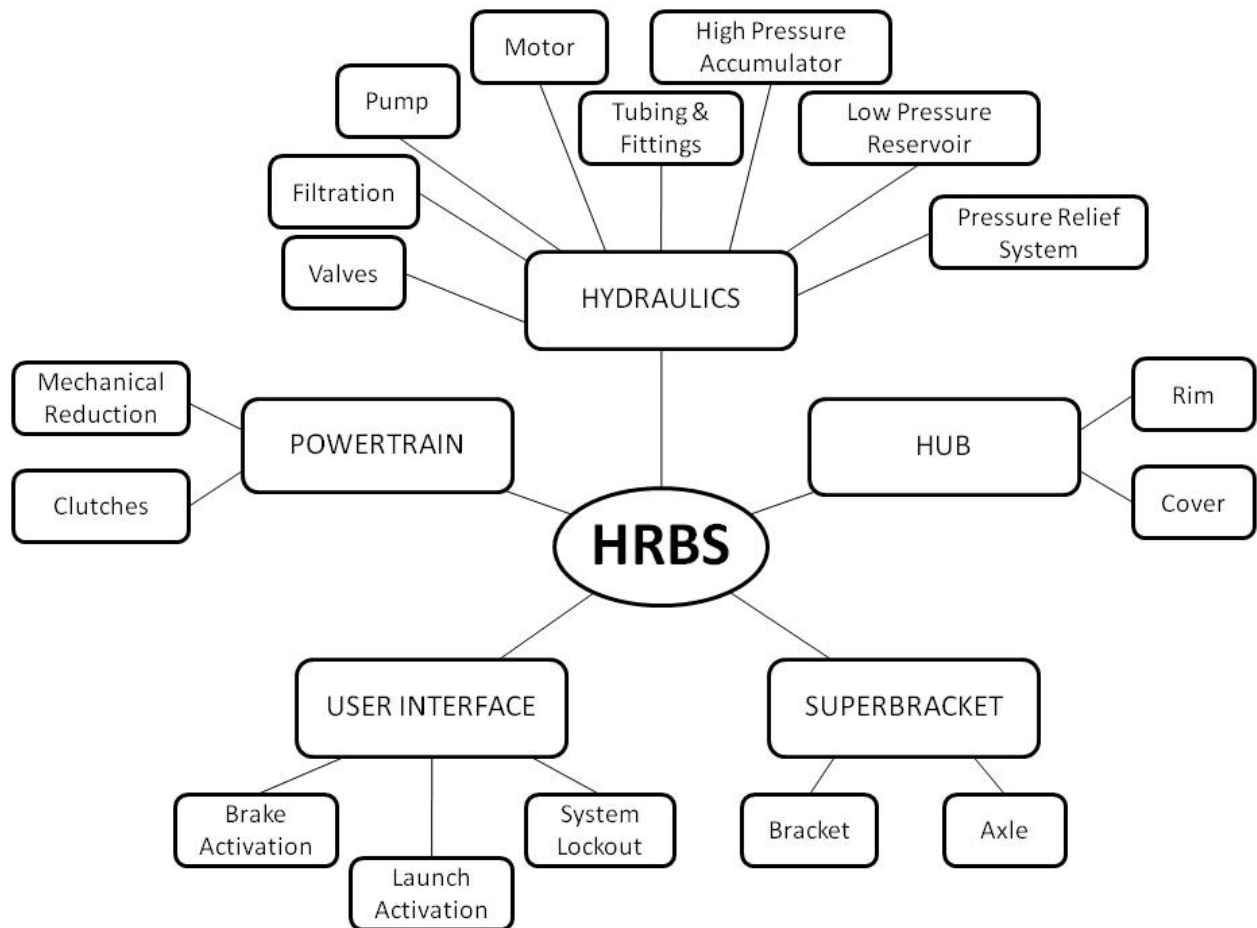 Motor
High Pressure
Accumulator
Pump
Tubing &
Fittings
Low Pressure
Reservoir
Filtration
Pressure Relief
System
Valves
HYDRAULICS
Mechanical
Reduction
POWERTRAIN
HUB
Rim
Clutches
Cover
HRBS
USER INTERFACE
SUPERBRACKET
Brake
Activation
System
Lockout
Bracket
Axle
Launch
Activation